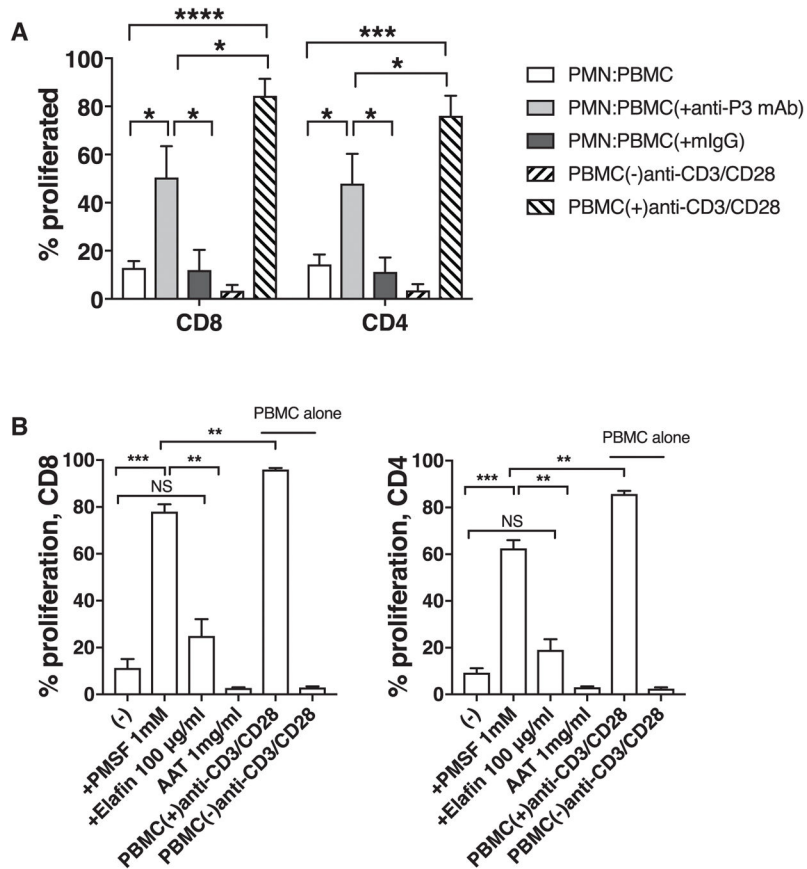 A
****
*
***
*
* *
* *
% proliferated
100
80
60
40
20
0
CD8
CD4
PMN:PBMC
PMN:PBMC(+anti-P3 mAb)
PMN:PBMC(+mIgG)
PBMC(-)anti-CD3/CD28
PBMC(+)anti-CD3/CD28
B
PBMC alone
**
*** **
NS
% proliferation, CD8
100
80
60
40
20
0
(-)
+PMSF 1mM
+Elafin 100 µg/ml
AAT 1mg/ml
PBMC(+)anti-CD3/CD28
PBMC(-)anti-CD3/CD28
PBMC alone
**
*** **
NS
% proliferation, CD4
100
80
60
40
20
0
(-)
+PMSF 1mM
+Elafin 100 µg/ml
AAT 1mg/ml
PBMC(+)anti-CD3/CD28
PBMC(-)anti-CD3/CD28